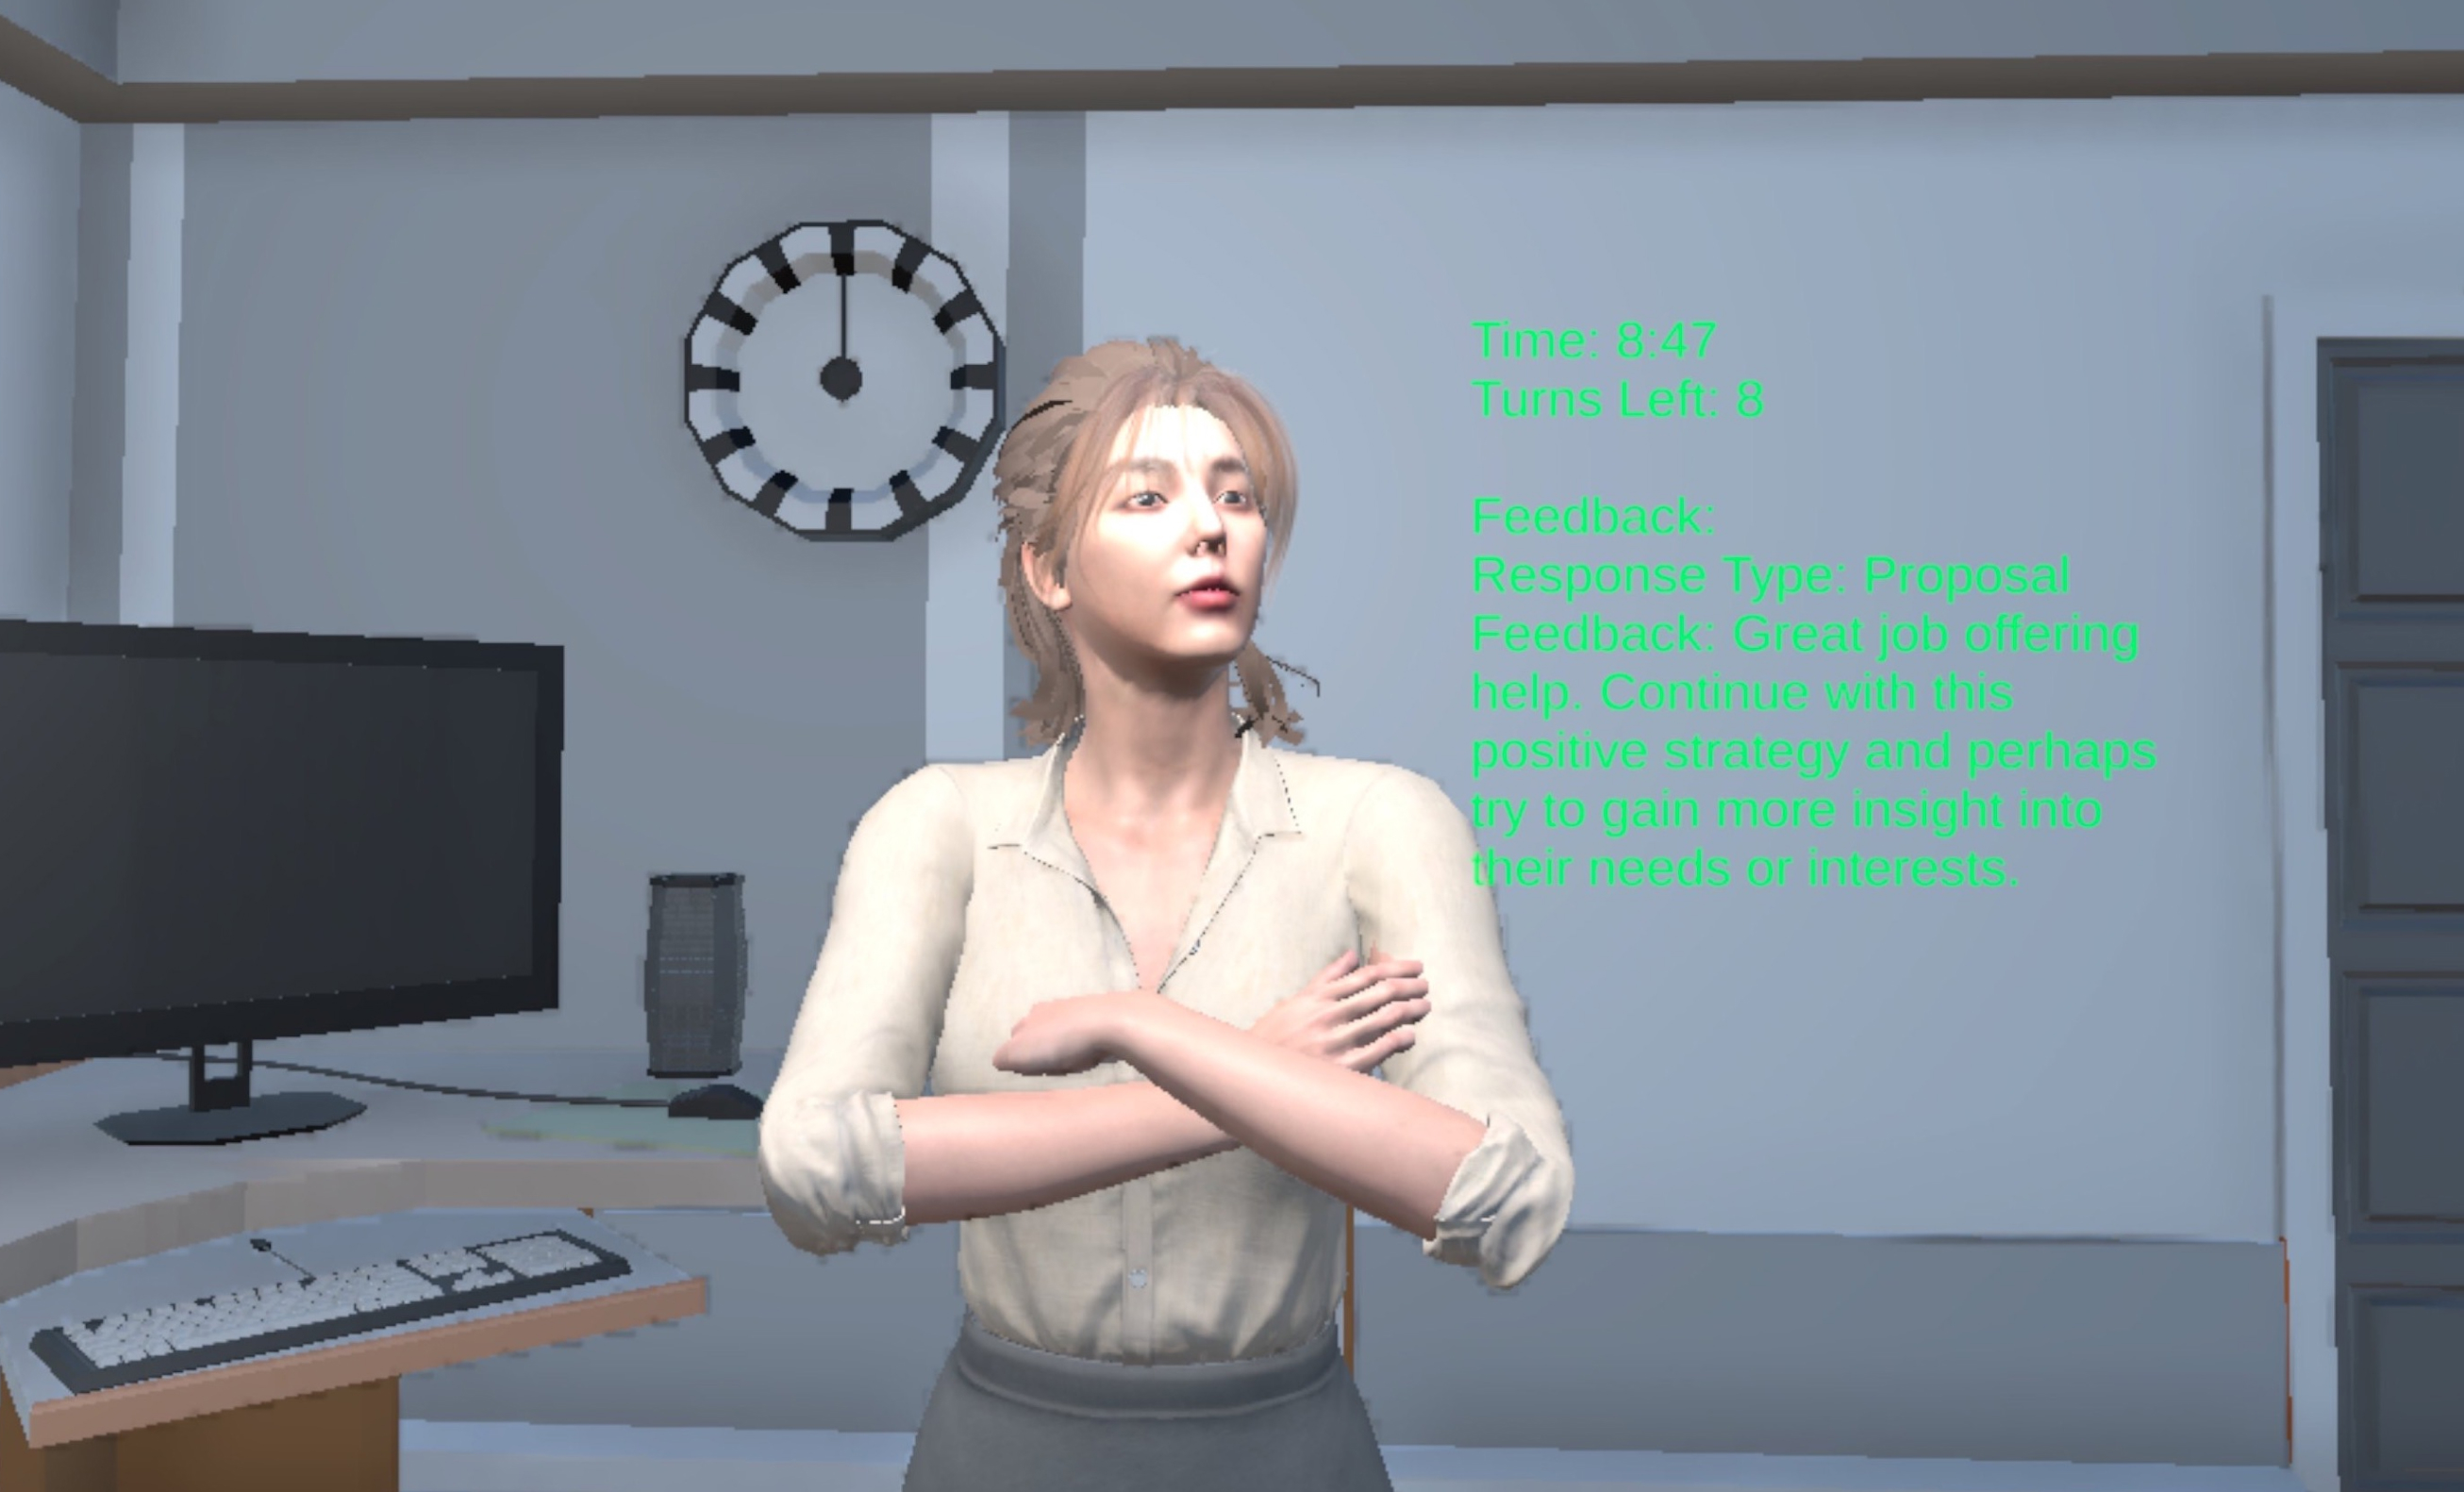 Time: 8:47
Turns Left: 8
Feedback:
Response Type: Proposal
Feedback: Great job offering
help. Continue with this
positive strategy and perhaps
try to gain more insight into
their needs or interests.